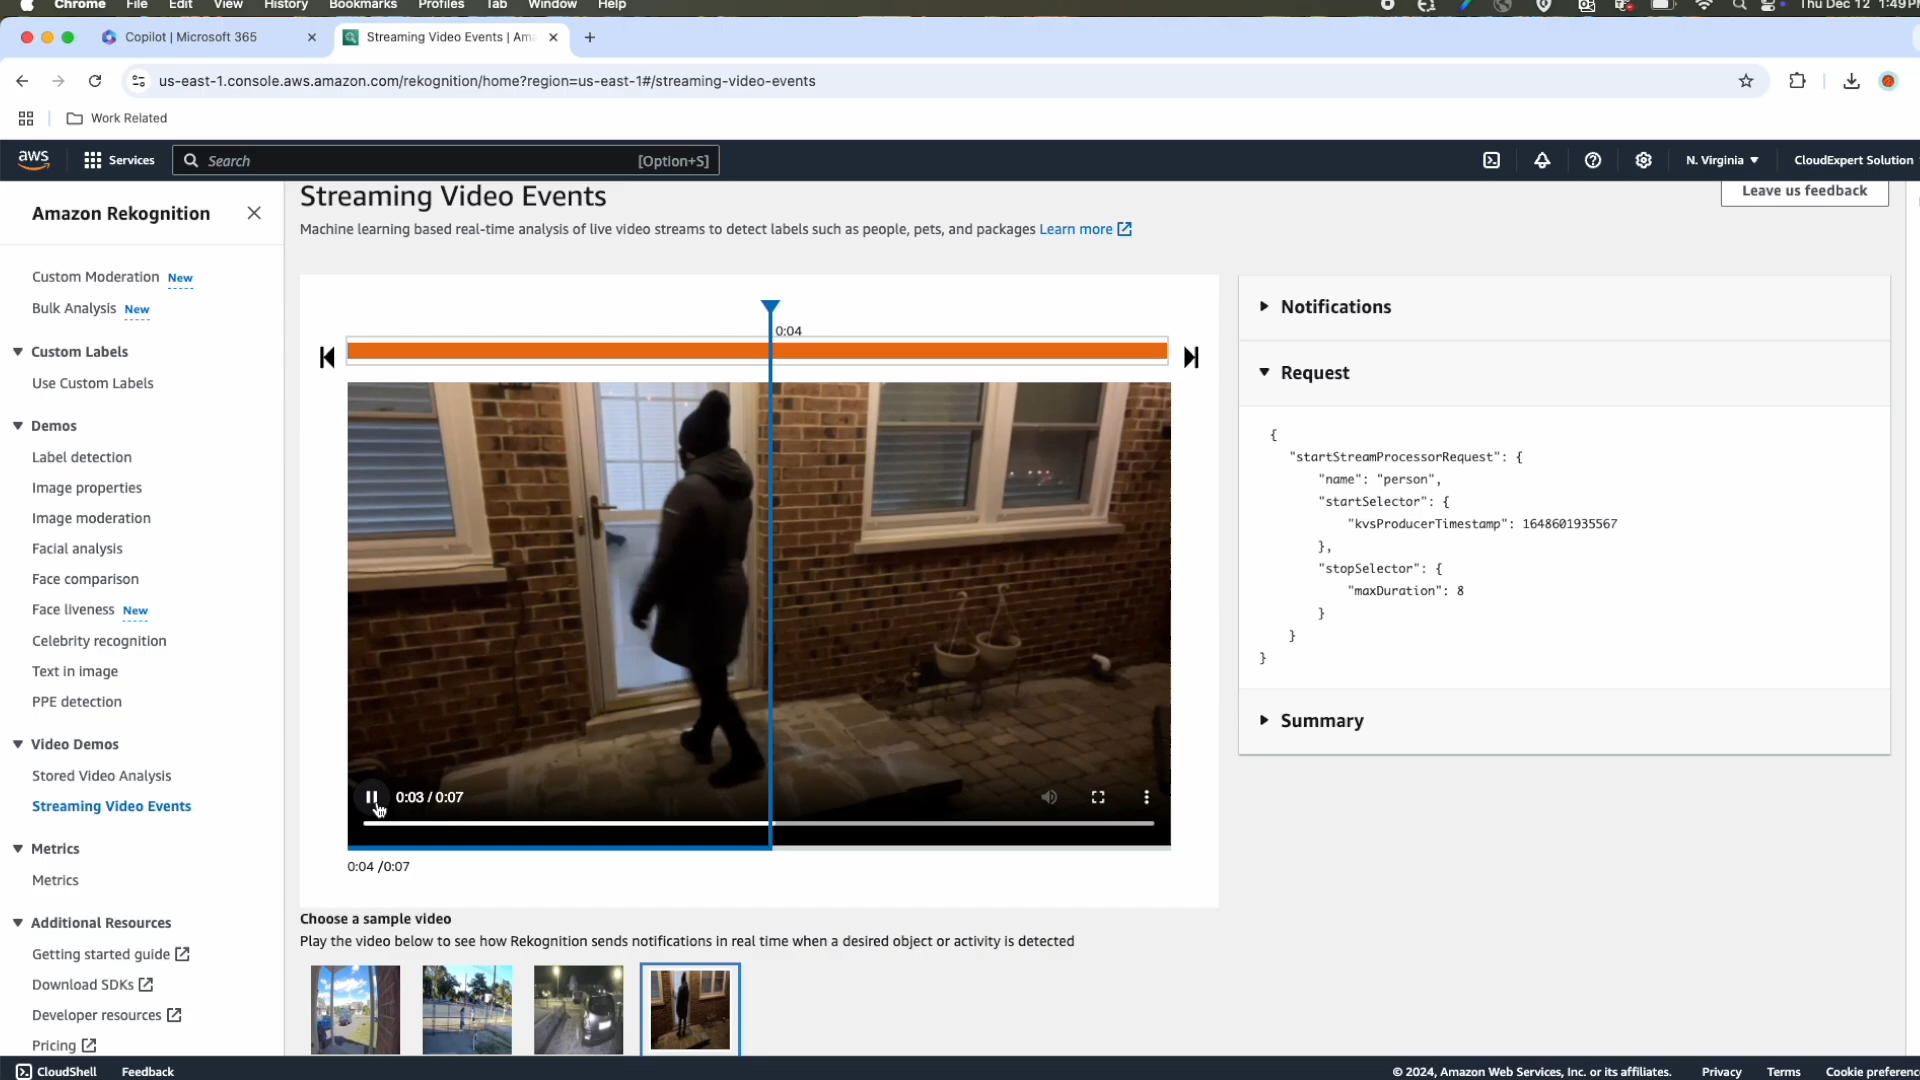 Chrome File Edit View History Bookmarks Profiles Tab Window Help Thu Dec 12 1:49P
Copilot | Microsoft 365
Streaming Video Events | Am
us-east-1.console.aws.amazon.com/rekognition/home?region=us-east-1#/streaming-video-events
Work Related
aws Services Search [Option+S] N. Virginia CloudExpert Solution
Amazon Rekognition
Custom Moderation New
Bulk Analysis New
Custom Labels
Use Custom Labels
Demos
Label detection
Image properties
Image moderation
Facial analysis
Face comparison
Face liveness New
Celebrity recognition
Text in image
PPE detection
Video Demos
Stored Video Analysis
Streaming Video Events
Metrics
Metrics
Additional Resources
Getting started guide
Download SDKs
Developer resources
Pricing
Streaming Video Events
Leave us feedback
Machine learning based real-time analysis of live video streams to detect labels such as people, pets, and packages Learn more
0:04
0:03 / 0:07
0:04 /0:07
Choose a sample video
Play the video below to see how Rekognition sends notifications in real time when a desired object or activity is detected
Notifications
Request
{
"startStreamProcessorRequest": {
"name": "person",
"startSelector": {
"kvsProducerTimestamp": 1648601935567
},
"stopSelector": {
"maxDuration": 8
}
}
}
Summary
CloudShell Feedback
© 2024, Amazon Web Services, Inc. or its affiliates. Privacy Terms Cookie preferenc